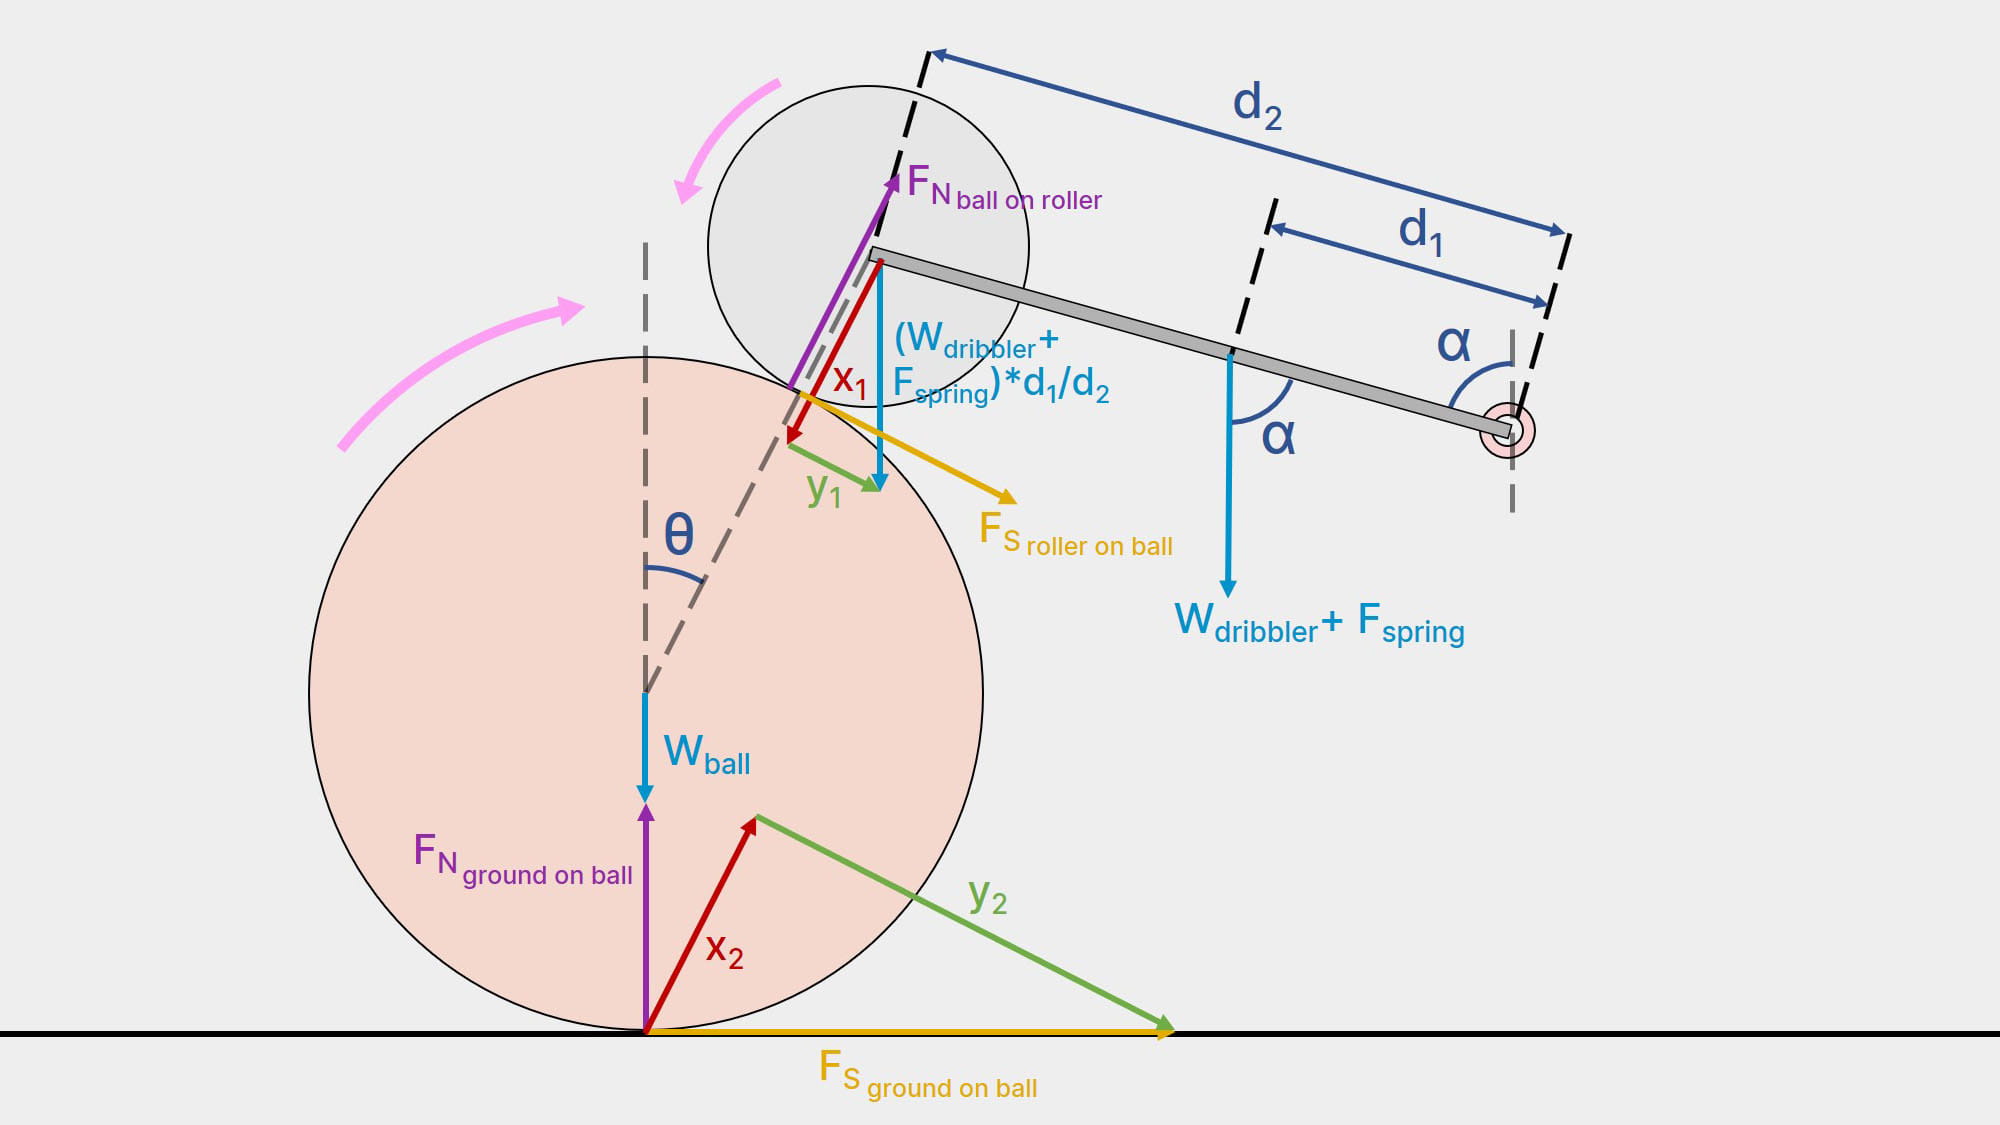 d2
d1
FN ball on roller
α
(Wdribbler+
Fspring)*d1/d2
x1
α
y1
θ
FS roller on ball
Wdribbler+ Fspring
Wball
FN ground on ball
y2
x2
FS ground on ball